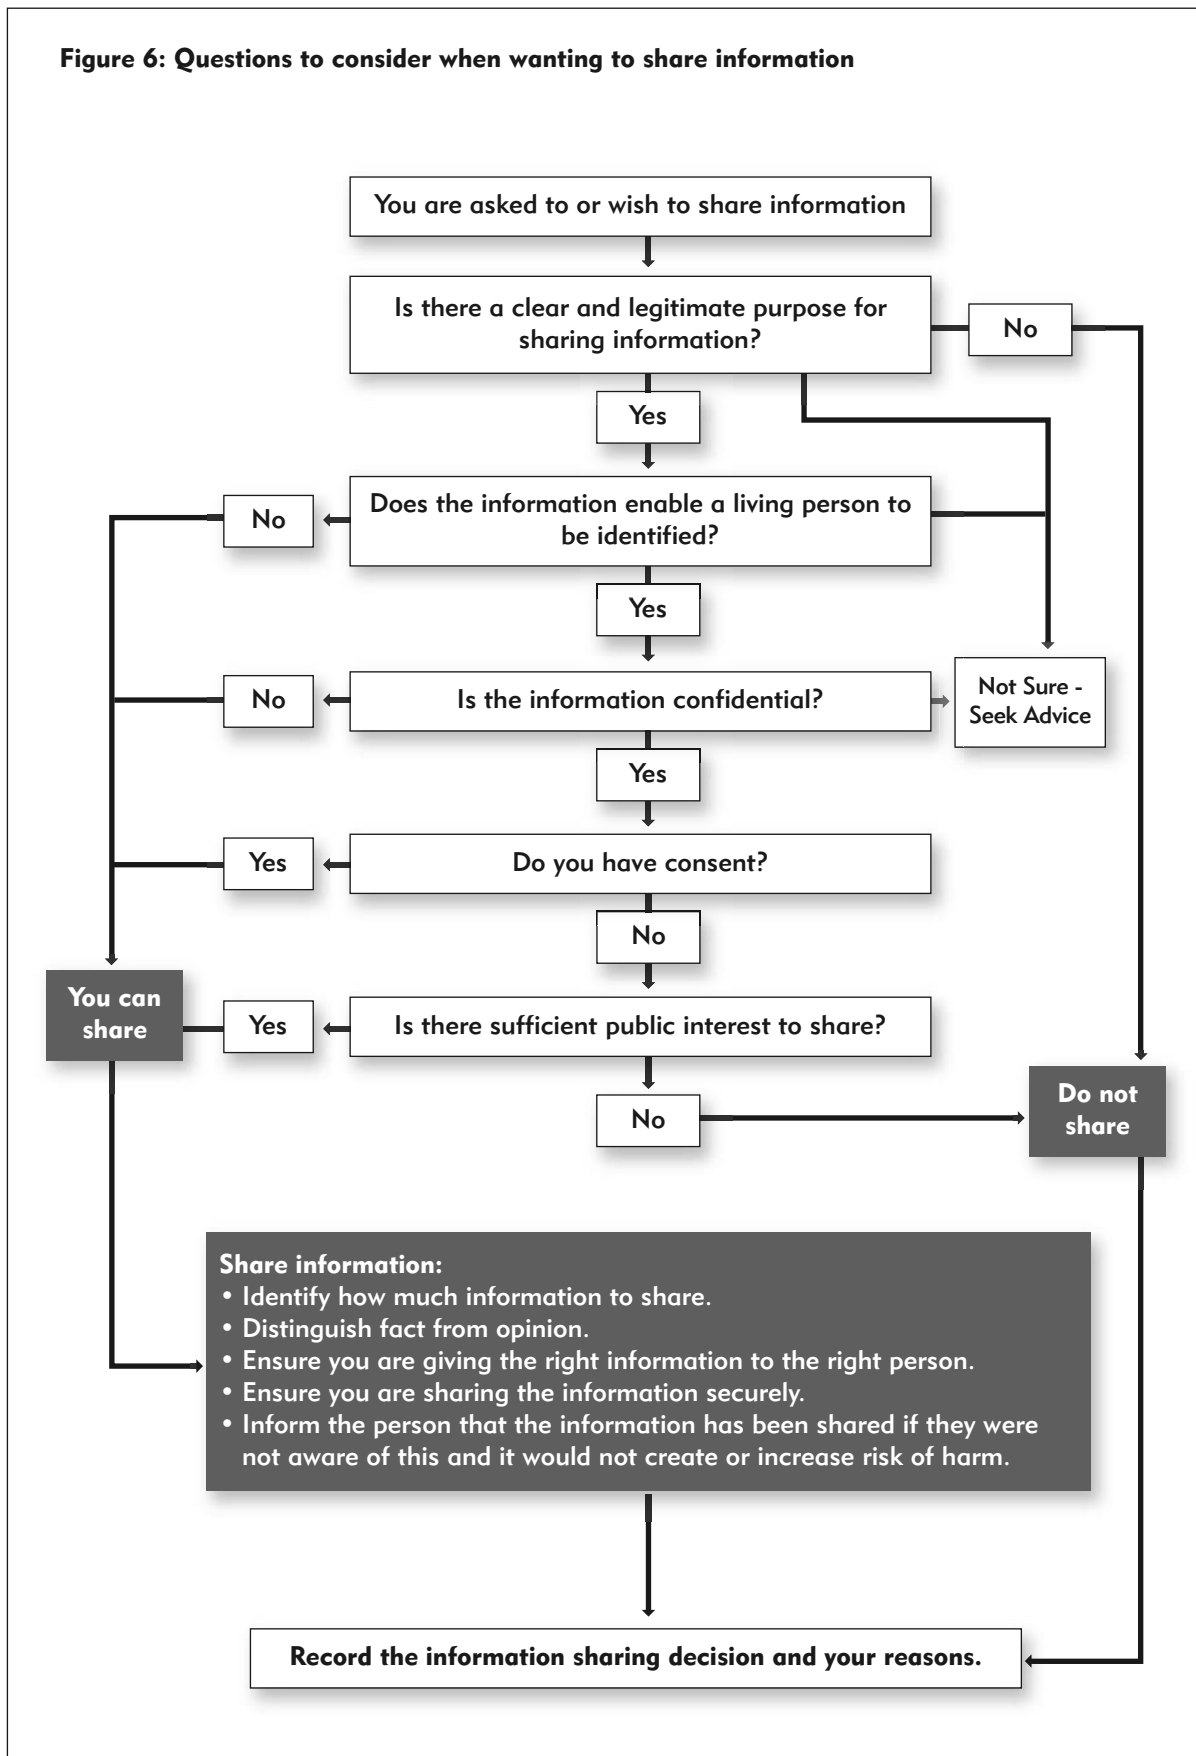 Figure 6: Questions to consider when wanting to share information
You are asked to or wish to share information
Is there a clear and legitimate purpose for
sharing information?
No
Yes
Does the information enable a living person to
be identified?
No
Yes
Is the information confidential?
No
Not Sure -
Seek Advice
Yes
Do you have consent?
Yes
No
You can
share
Yes
Is there sufficient public interest to share?
No
Do not
share
Share information:
• Identify how much information to share.
• Distinguish fact from opinion.
• Ensure you are giving the right information to the right person.
• Ensure you are sharing the information securely.
• Inform the person that the information has been shared if they were
not aware of this and it would not create or increase risk of harm.
Record the information sharing decision and your reasons.